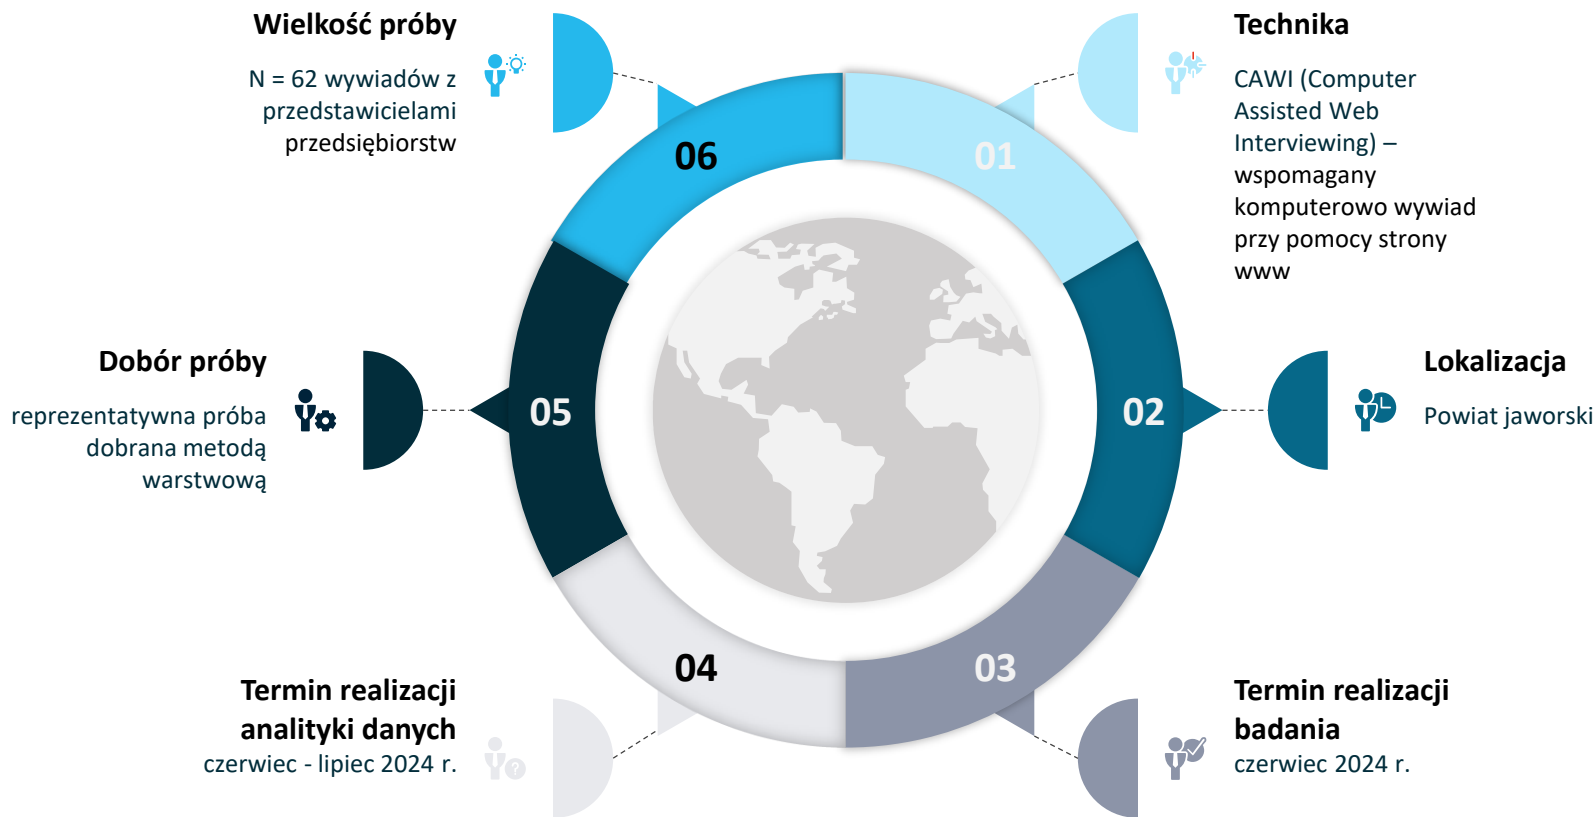 Wielkość próby
N = 62 wywiadów z
przedstawicielami
przedsiębiorstw
06
Technika
CAWI (Computer
Assisted Web
Interviewing) –
wspomagany
komputerowo wywiad
przy pomocy strony
www
01
Dobór próby
reprezentatywna próba
dobrana metodą
warstwową
05
02
Lokalizacja
Powiat jaworski
04
03
Termin realizacji
analityki danych
czerwiec - lipiec 2024 r.
?
Termin realizacji
badania
czerwiec 2024 r.